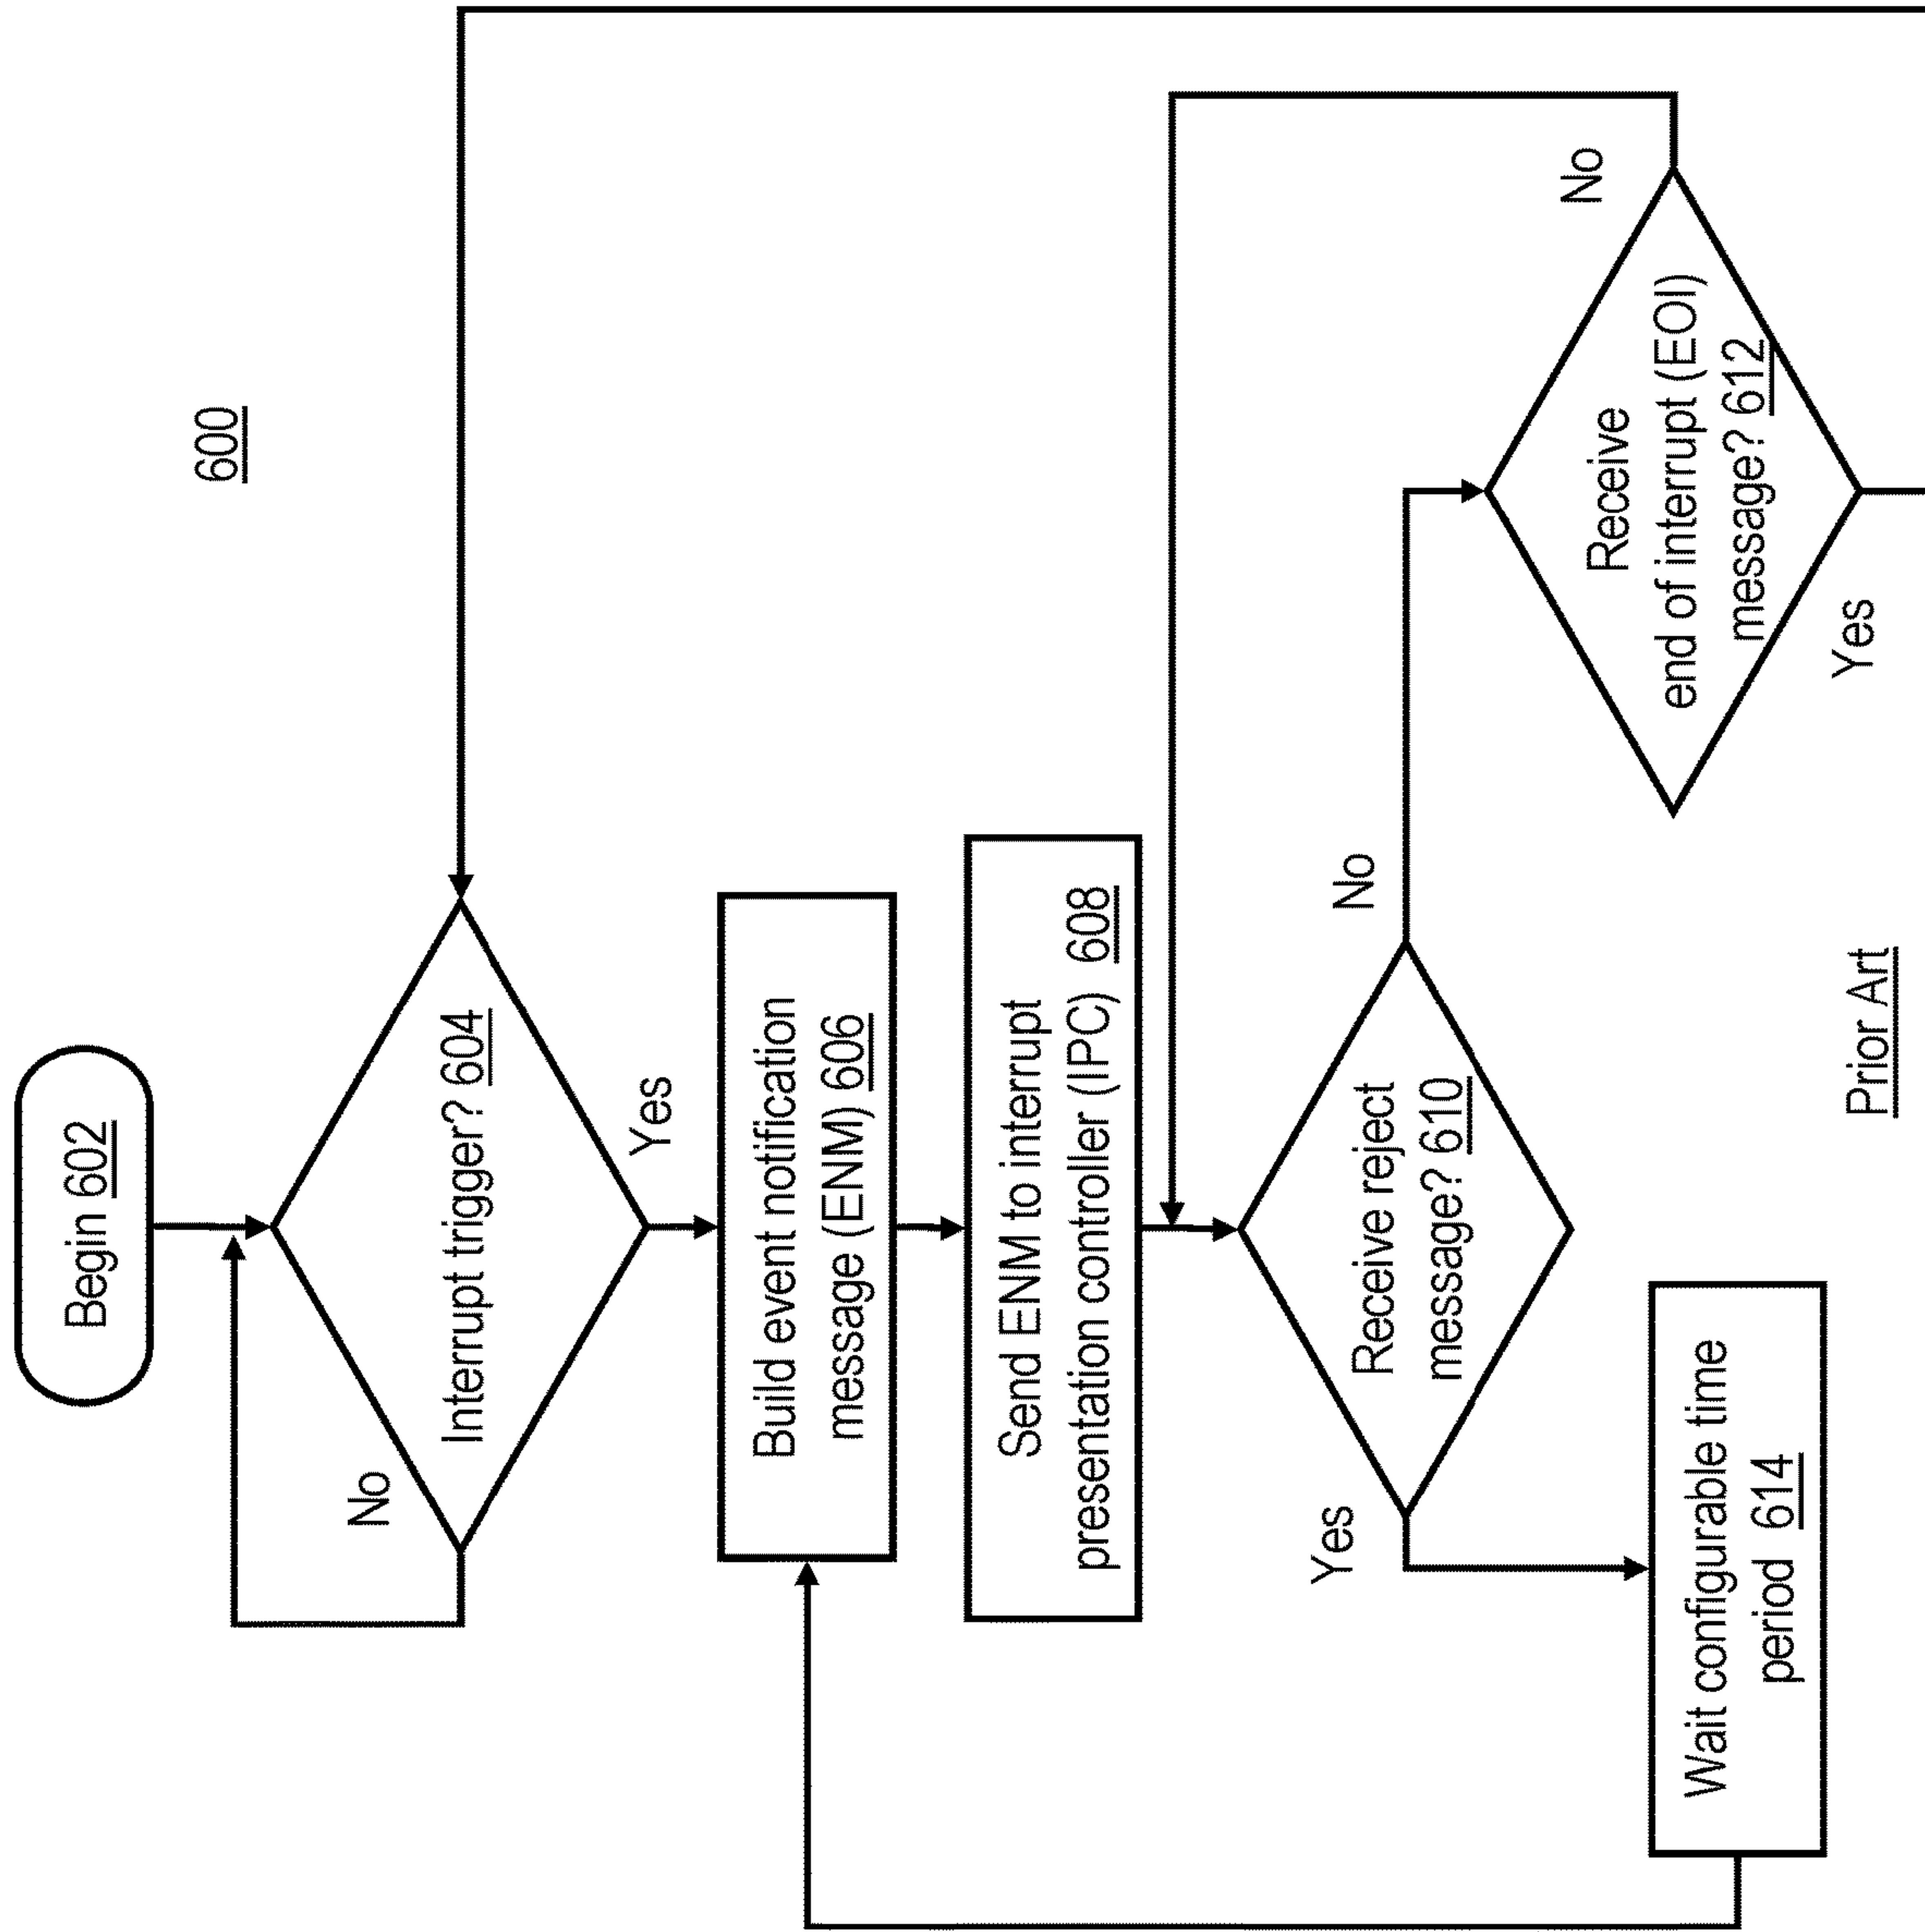 600
Begin 602
Interrupt trigger? 604
No
Yes
Build event notification
message (ENM) 606
Send ENM to interrupt
presentation controller (IPC) 608
Receive reject
message? 610
Yes
No
Receive
end of interrupt (EOI)
message? 612
No
Yes
Wait configurable time
period 614
Prior Art